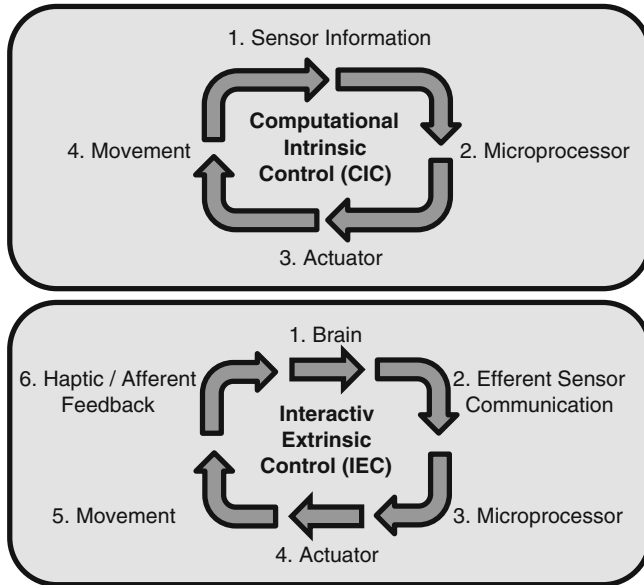 1. Sensor Information
Computational
Intrinsic
Control (CIC)
4. Movement
2. Microprocessor
3. Actuator
1. Brain
6. Haptic / Afferent
Feedback
2. Efferent Sensor
Communication
Interactiv
Extrinsic
Control (IEC)
5. Movement
3. Microprocessor
4. Actuator